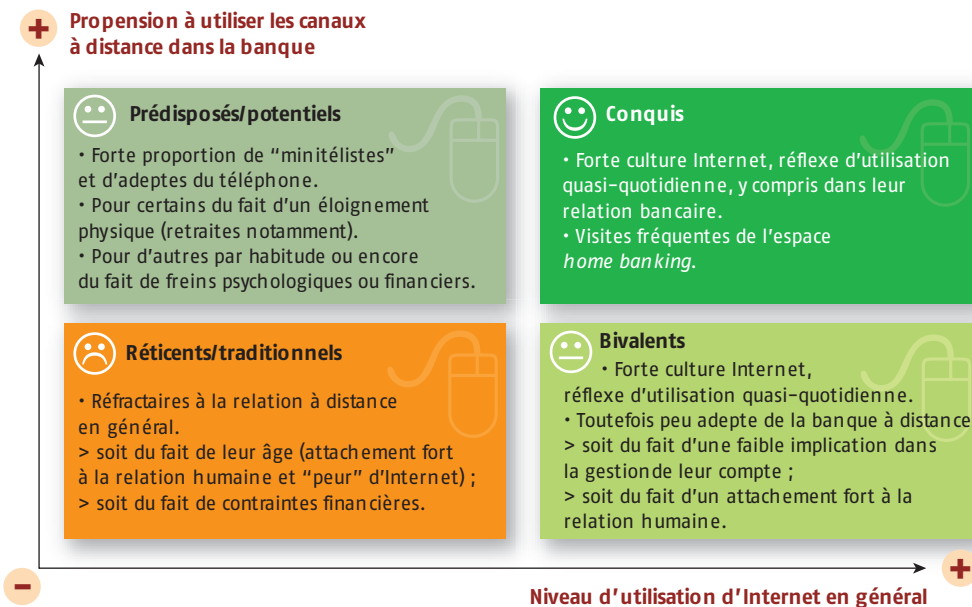 + Propension à utiliser les canaux
à distance dans la banque
Prédisposés/potentiels
• Forte proportion de “minitélistes”
et d'adeptes du téléphone.
• Pour certains du fait d'un éloignement
physique (retraites notamment).
• Pour d'autres par habitude ou encore
du fait de freins psychologiques ou financiers.
Conquis
• Forte culture Internet, réflexe d'utilisation
quasi-quotidienne, y compris dans leur
relation bancaire.
• Visites fréquentes de l'espace
home banking.
Réticents/traditionnels
• Réfractaires à la relation à distance
en général.
> soit du fait de leur âge (attachement fort
à la relation humaine et “peur” d'Internet) ;
> soit du fait de contraintes financières.
Bivalents
• Forte culture Internet,
réflexe d'utilisation quasi-quotidienne.
• Toutefois peu adepte de la banque à distance
> soit du fait d'une faible implication dans
la gestionde leur compte ;
> soit du fait d'un attachement fort à la
relation humaine.
–
+
Niveau d'utilisation d'Internet en général